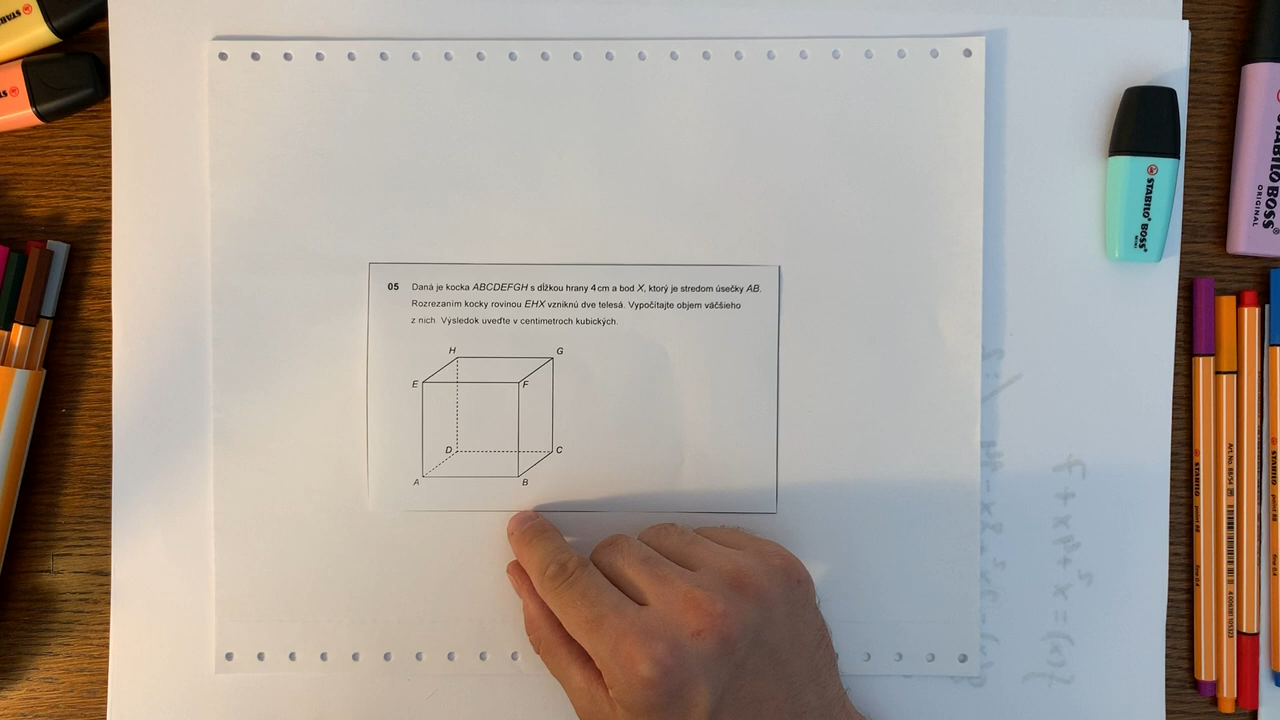 05 Daná je kocka ABCDEFGH s dĺžkou hrany 4 cm a bod X, ktorý je stredom úsečky AB.
Rozrezaním kocky rovinou EHX vzniknú dve telesá. Vypočítajte objem väčšieho
z nich. Výsledok uveďte v centimetroch kubických.
H G
E F
D C
A B
STABILO BOSS
MINI
STABILO BOSS
ORIGINAL